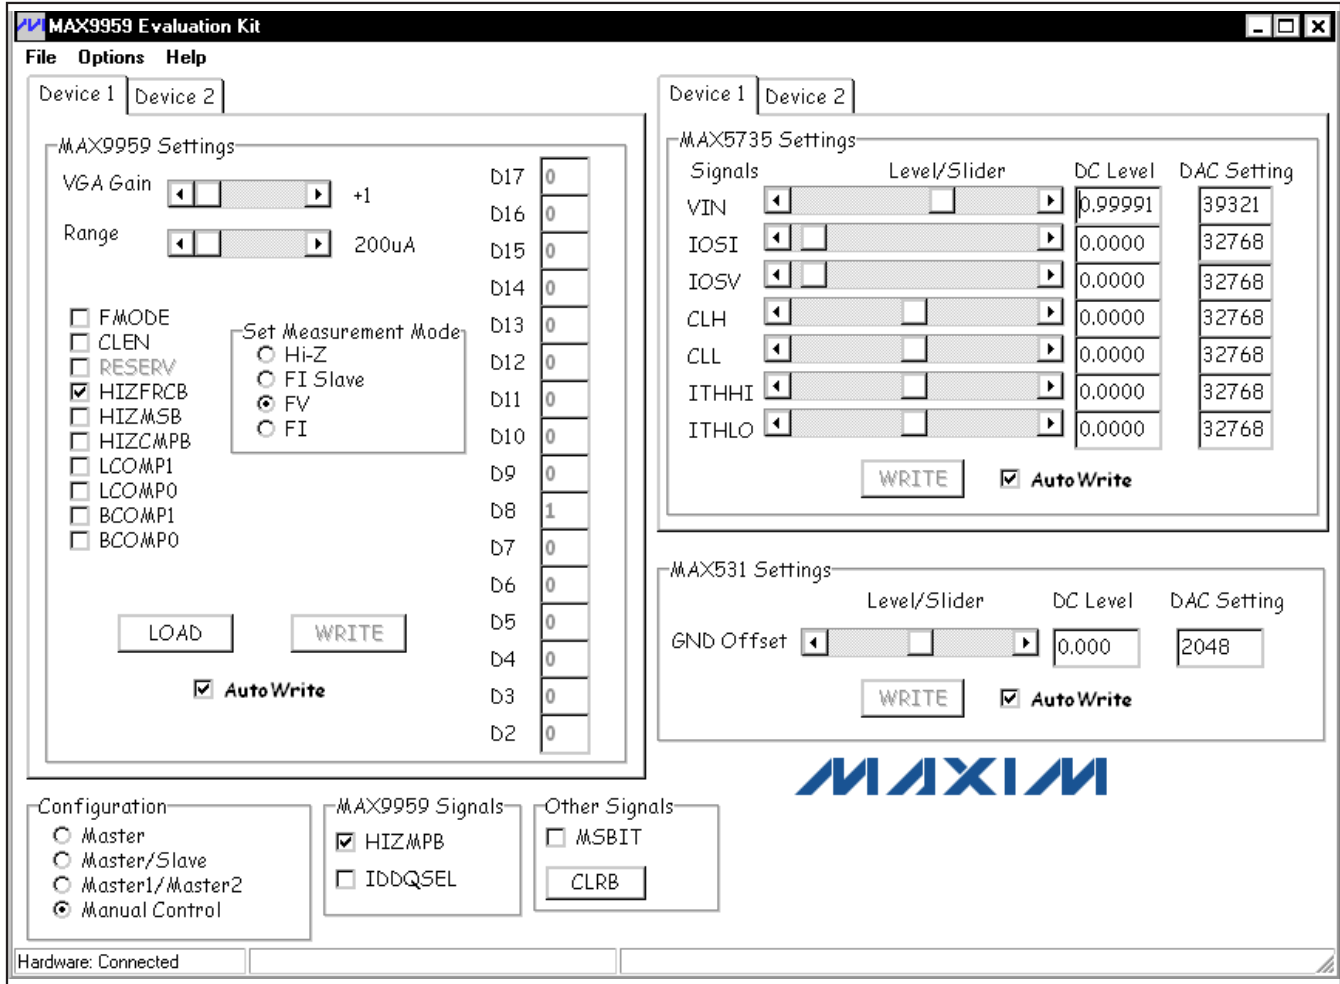 MAX9959 Evaluation Kit
File Options Help
Device 1 Device 2
MAX9959 Settings
VGA Gain +1
Range 200uA
FMODE
CLEN
RESERV
HIZFRCB
HIZMSB
HIZCMPB
LCOMP1
LCOMP0
BCOMP1
BCOMP0
Set Measurement Mode
Hi-Z
FI Slave
FV
FI
LOAD WRITE
AutoWrite
D17 0
D16 0
D15 0
D14 0
D13 0
D12 0
D11 0
D10 0
D9 0
D8 1
D7 0
D6 0
D5 0
D4 0
D3 0
D2 0
Device 1 Device 2
MAX5735 Settings
Signals Level/Slider DC Level DAC Setting
VIN 0.99991 39321
IOSI 0.0000 32768
IOSV 0.0000 32768
CLH 0.0000 32768
CLL 0.0000 32768
ITHHI 0.0000 32768
ITHLO 0.0000 32768
WRITE AutoWrite
MAX531 Settings
Level/Slider DC Level DAC Setting
GND Offset 0.000 2048
WRITE AutoWrite
MAXIM
Configuration
Master
Master/Slave
Master1/Master2
Manual Control
MAX9959 Signals
HIZMPB
IDDQSEL
Other Signals
MSBIT
CLRB
Hardware: Connected